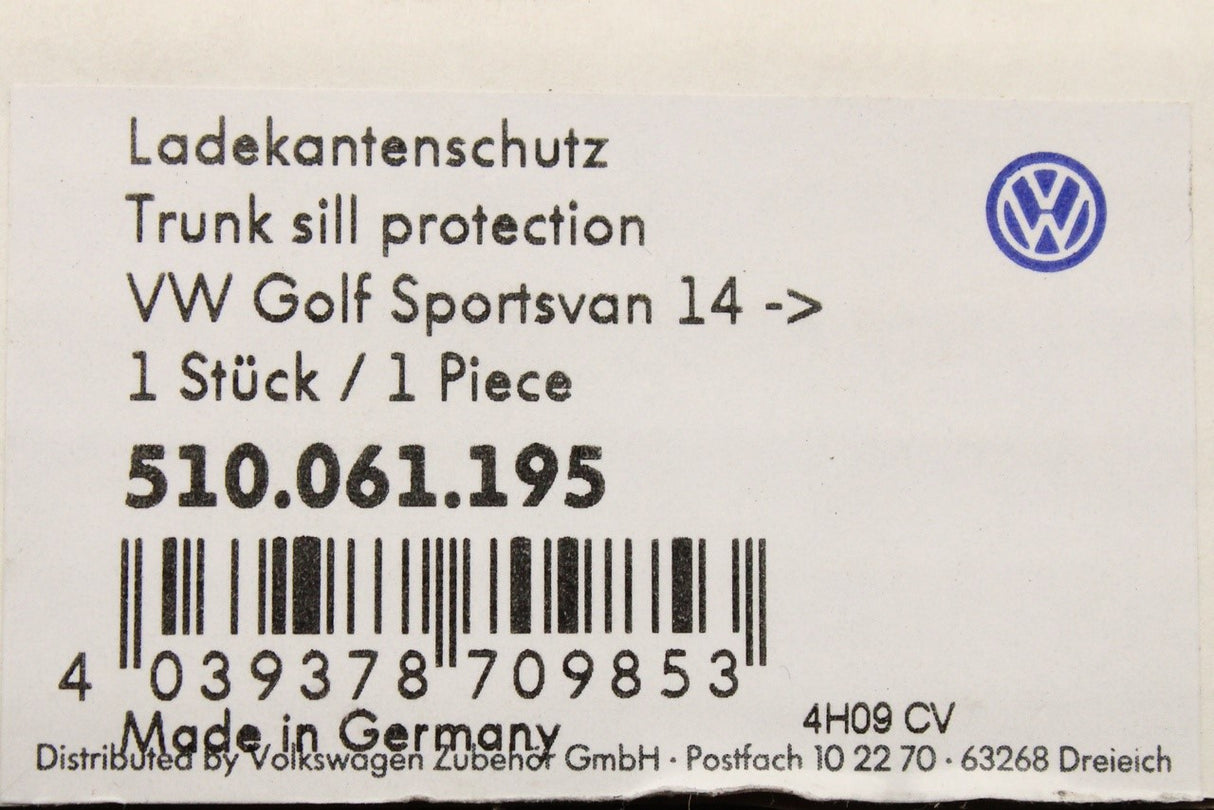 Ladekantenschutz
Trunk sill protection
VW Golf Sportsvan 14 ->
1 Stück / 1 Piece
510.061.195
4 039378 709853
Made in Germany
4H09 CV
Distributed by Volkswagen Zubehör GmbH · Postfach 10 22 70 · 63268 Dreieich